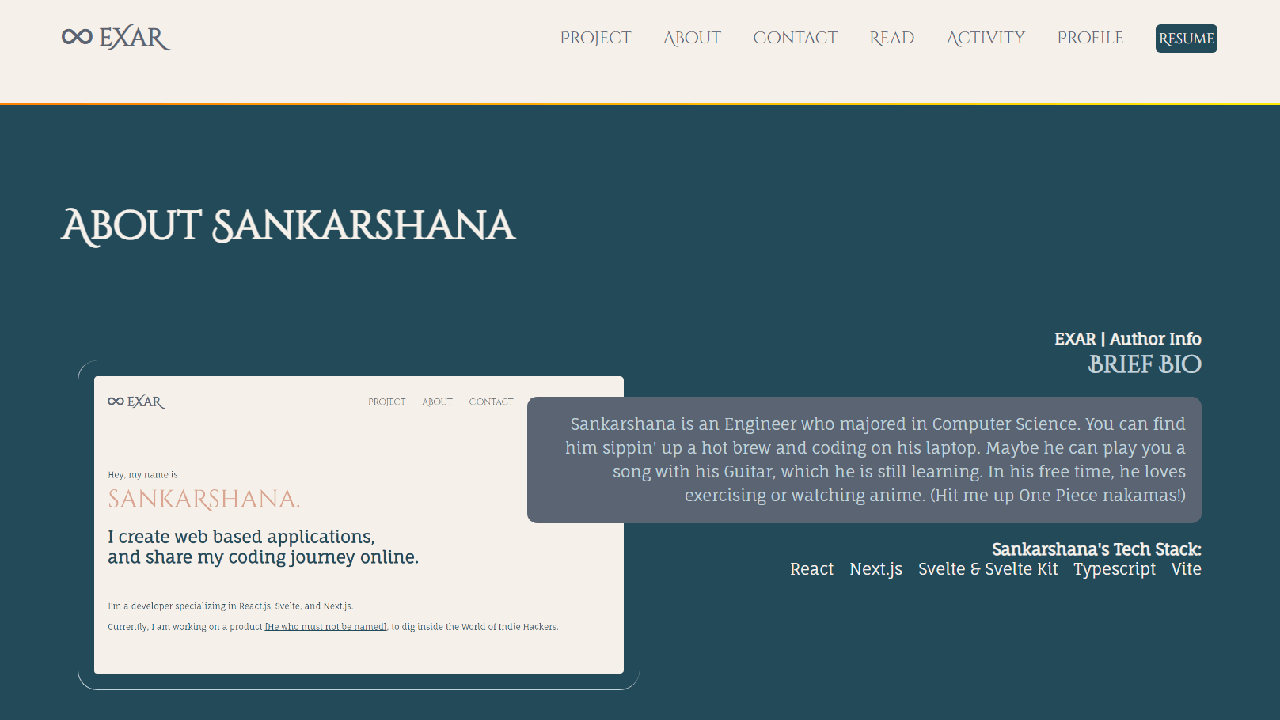 ∞ EXAR
PROJECT ABOUT CONTACT READ ACTIVITY PROFILE RESUME
ABOUT SANKARSHANA
EXAR | Author Info
BRIEF BIO
∞ EXAR
PROJECT ABOUT CONTACT
Sankarshana is an Engineer who majored in Computer Science. You can find
him sippin' up a hot brew and coding on his laptop. Maybe he can play you a
song with his Guitar, which he is still learning. In his free time, he loves
exercising or watching anime. (Hit me up One Piece nakamas!)
Hey, my name is
SANKARSHANA.
I create web based applications,
and share my coding journey online.
I'm a developer specializing in React.js, Svelte, and Next.js.
Currently, I am working on a product [He who must not be named], to dig inside the World of Indie Hackers.
Sankarshana's Tech Stack:
React Next.js Svelte & Svelte Kit Typescript Vite